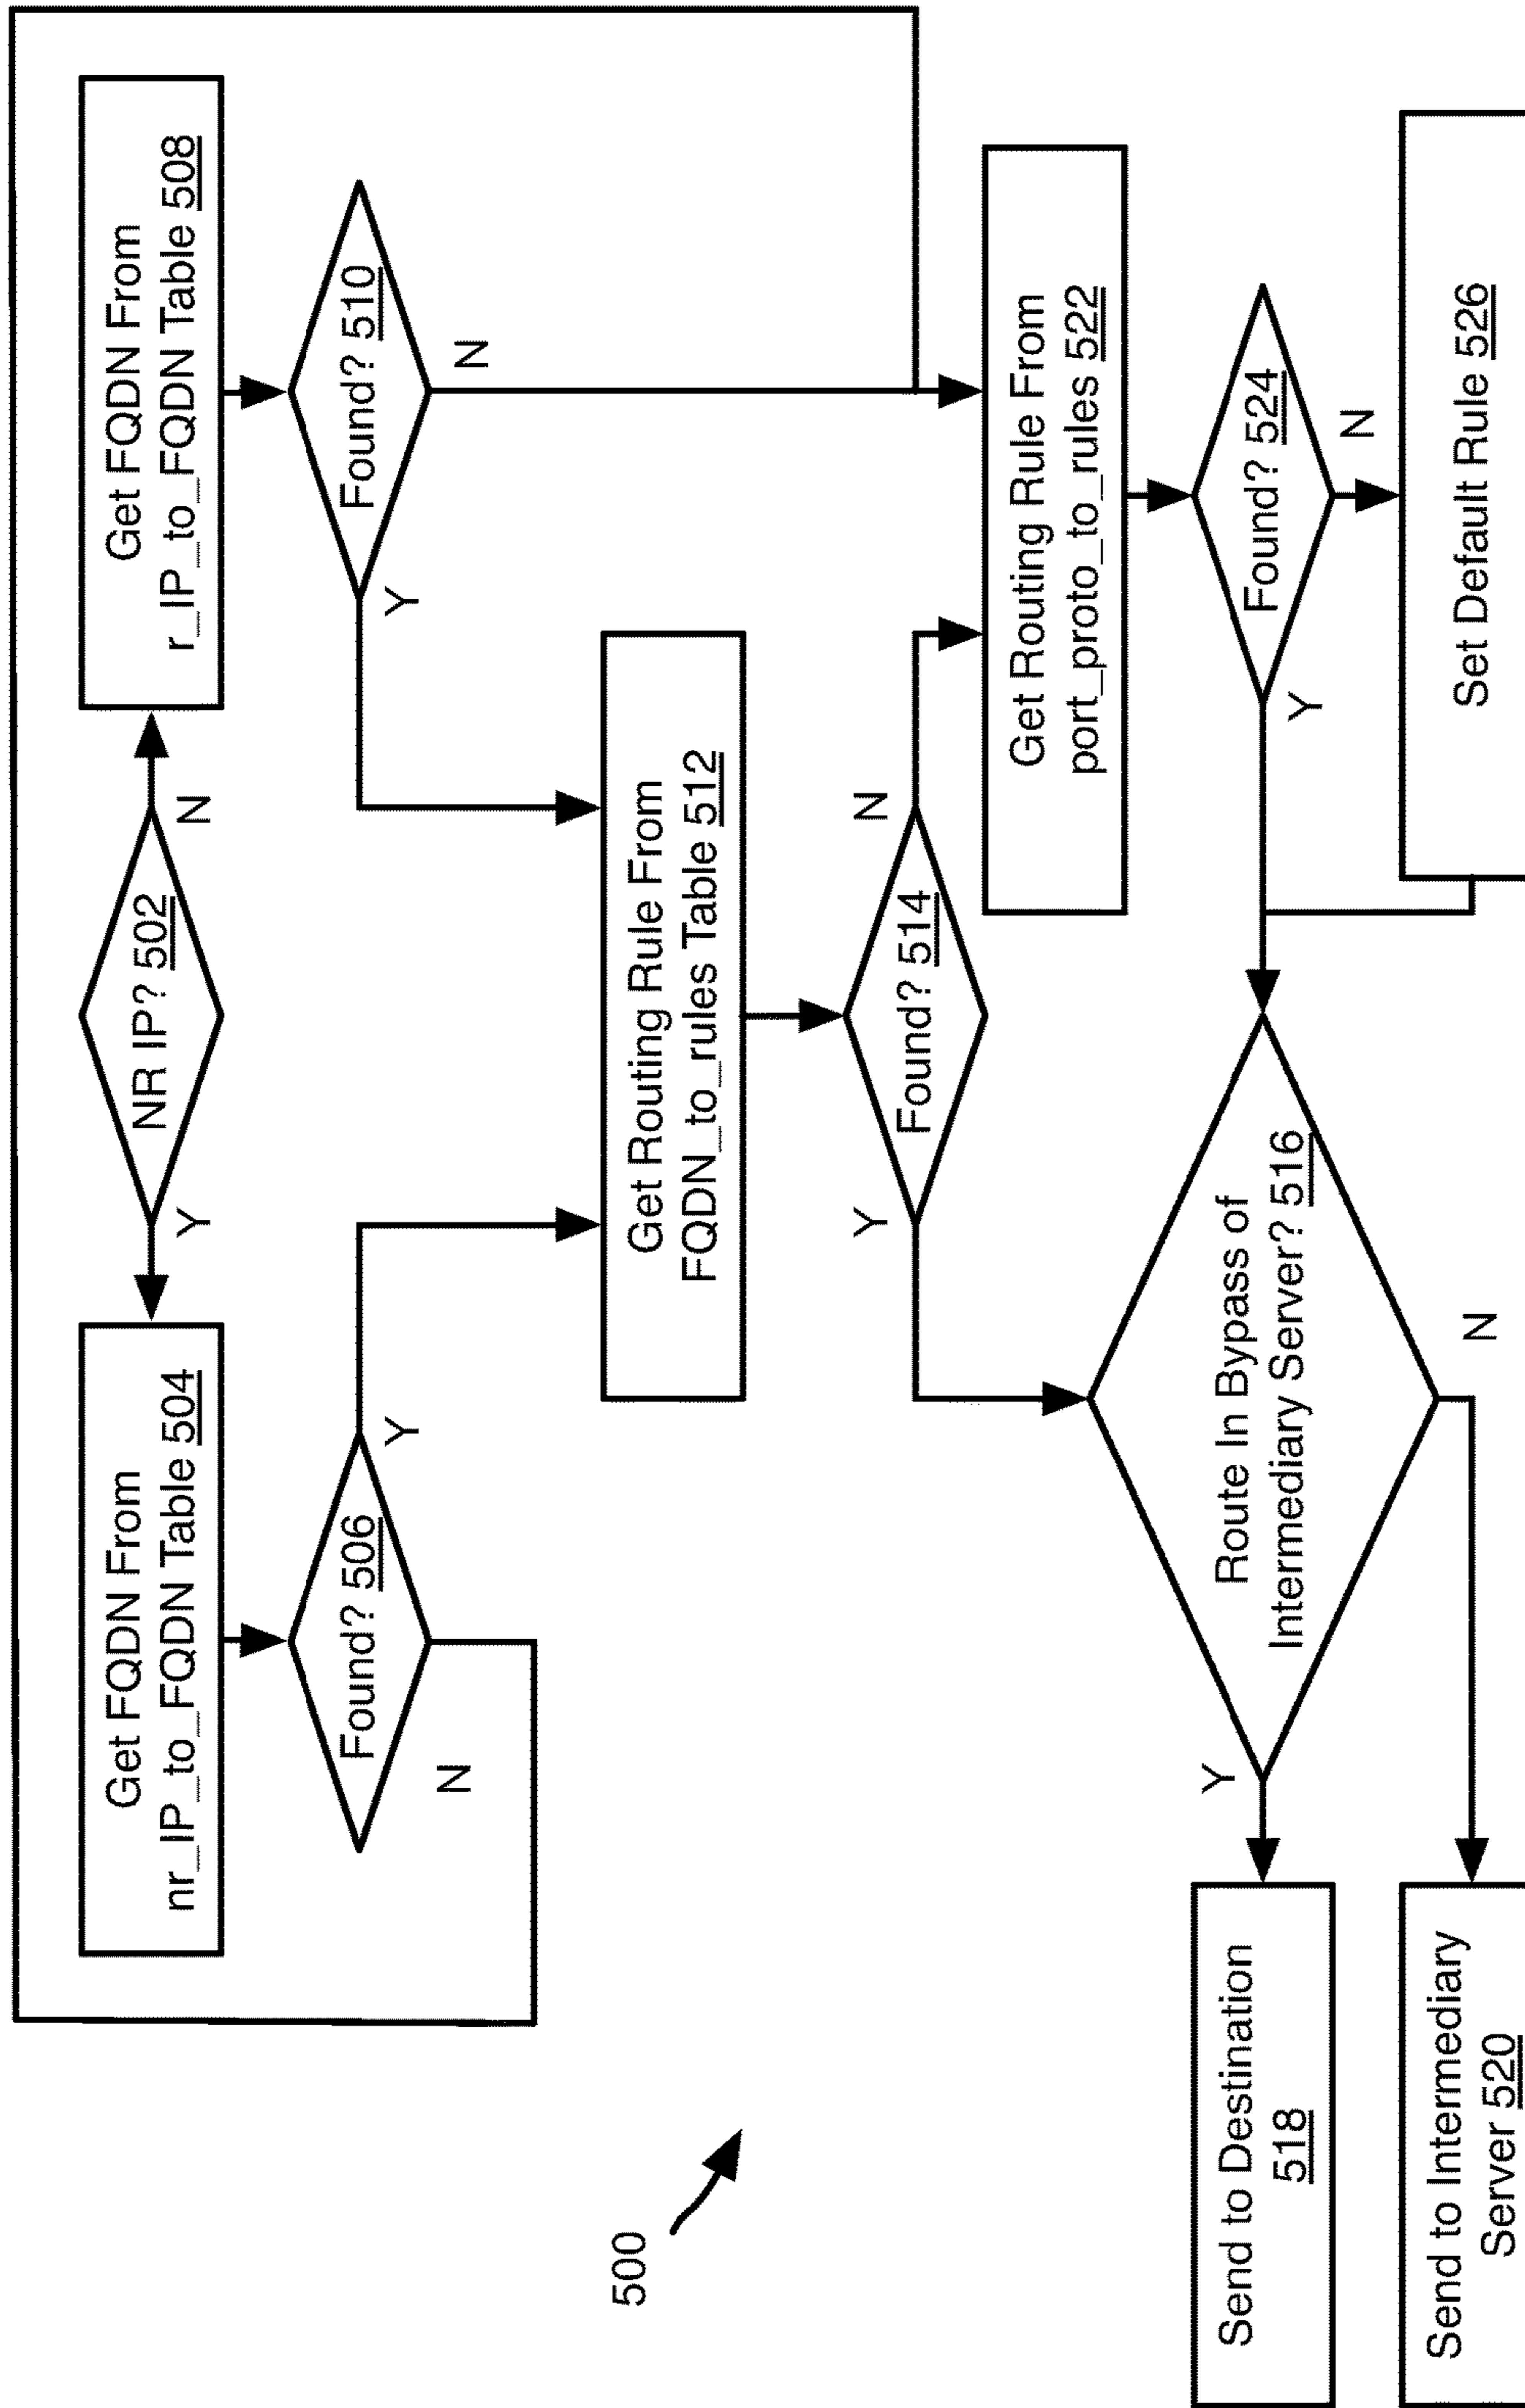 500
NR IP? 502
Y
N
Get FQDN From
nr_IP_to_FQDN Table 504
Found? 506
Y
N
Get FQDN From
r_IP_to_FQDN Table 508
Found? 510
Y
N
Get Routing Rule From
FQDN_to_rules Table 512
Found? 514
Y
N
Route In Bypass of
Intermediary Server? 516
Y
N
Send to Destination
518
Send to Intermediary
Server 520
Get Routing Rule From
port_proto_to_rules 522
Found? 524
Y
N
Set Default Rule 526